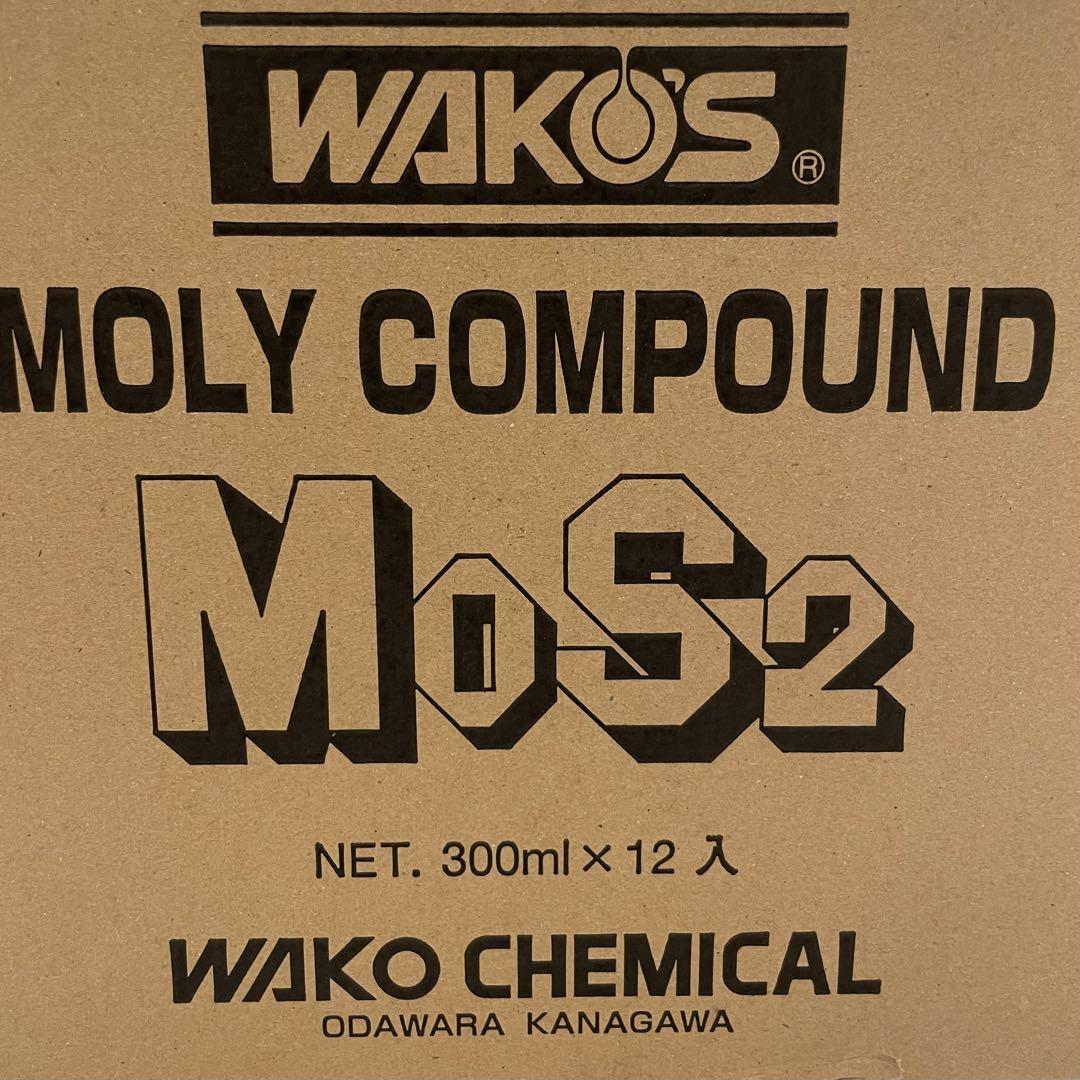 WAKO'S®
MOLY COMPOUND
MoS2
NET. 300ml×12 入
WAKO CHEMICAL
ODAWARA KANAGAWA